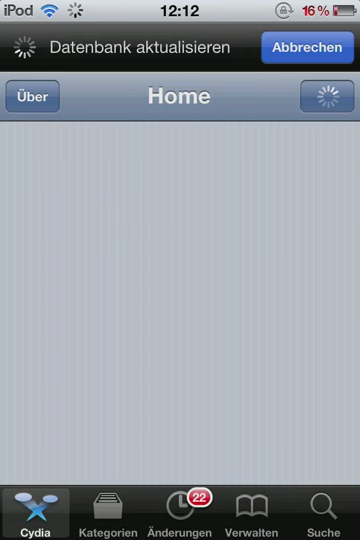 iPod 12:12 16%
Datenbank aktualisieren Abbrechen
Über Home
22
Cydia Kategorien Änderungen Verwalten Suche